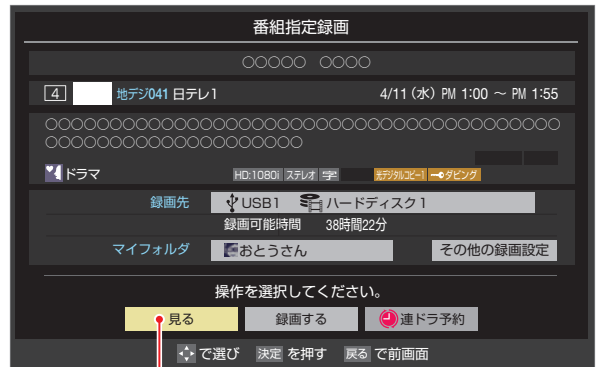 番組指定録画
○○○○○ ○○○○
4 地デジ041 日テレ1 4/11 (水) PM 1:00 ～ PM 1:55
○○○○○○○○○○○○○○○○○○○○○○○○○○○○○○○
○○○○○○○○○○○○○○○
ドラマ HD:1080i ステレオ 字 光デジタルコピー1 ダビング
録画先 USB1 ハードディスク1
録画可能時間 38時間22分
マイフォルダ おとうさん その他の録画設定
操作を選択してください。
見る 録画する 連ドラ予約
で選び 決定 を押す 戻る で前画面